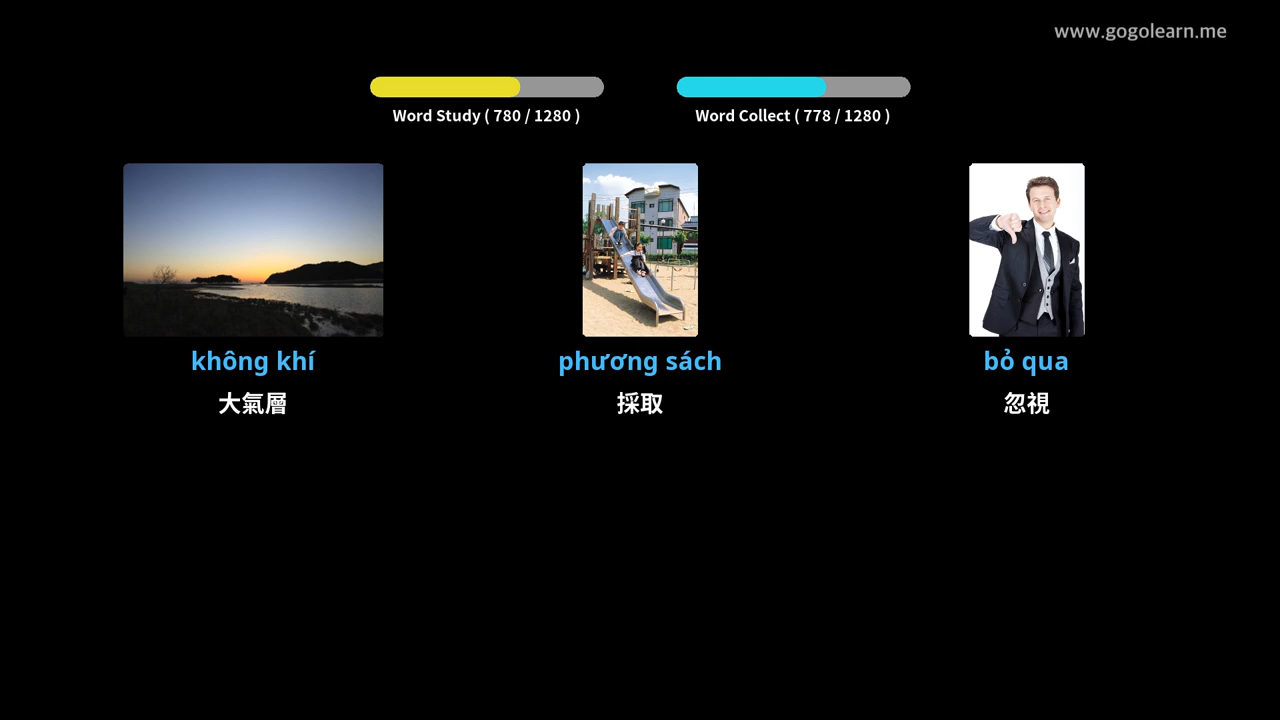 www.gogolearn.me
Word Study ( 780 / 1280 )
Word Collect ( 778 / 1280 )
không khí
phương sách
bỏ qua
大氣層
採取
忽視